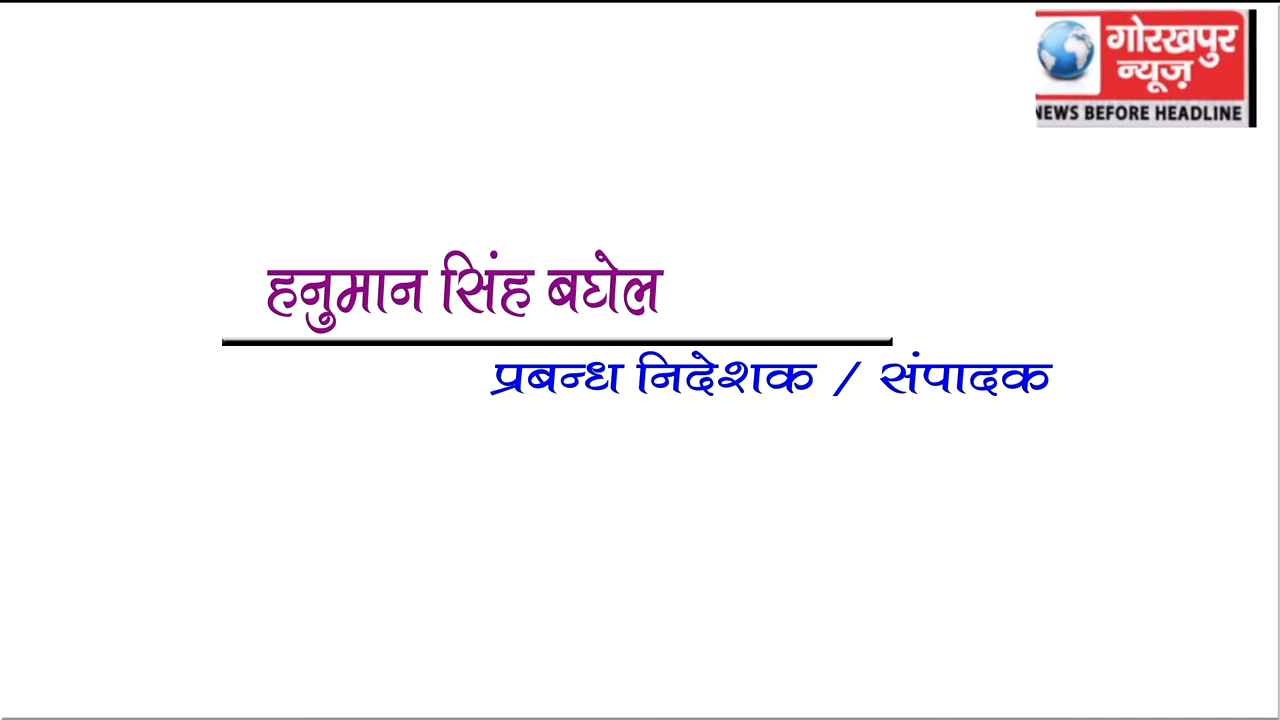 गोरखपुर
न्यूज़
NEWS BEFORE HEADLINE
हनुमान सिंह बघेल
प्रबन्ध निदेशक / संपादक